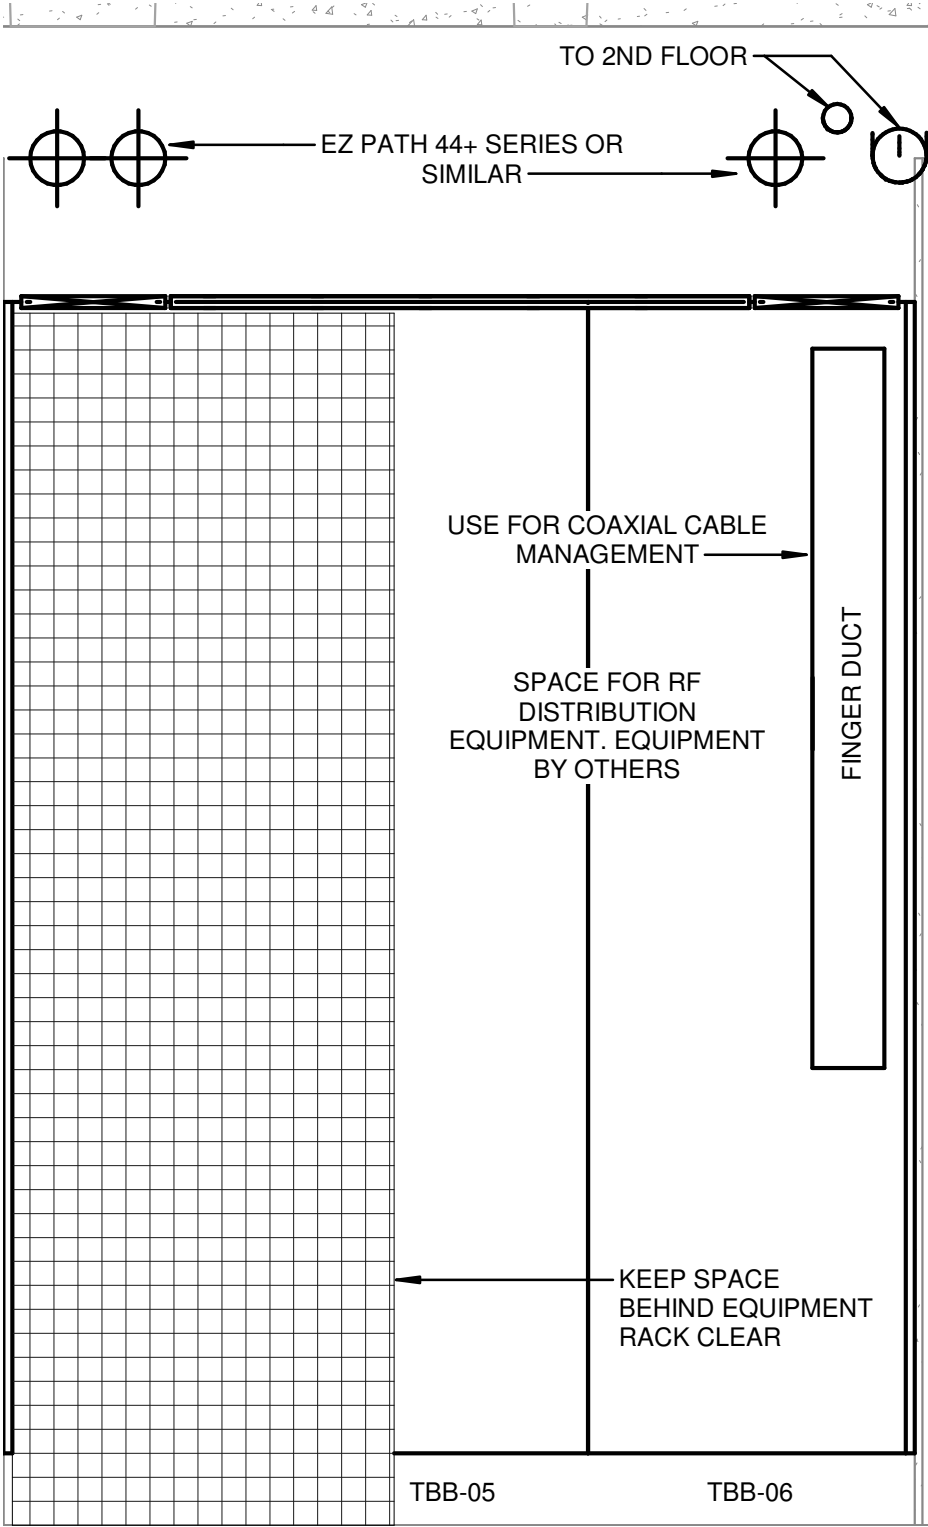 TO 2ND FLOOR
EZ PATH 44+ SERIES OR
SIMILAR
USE FOR COAXIAL CABLE
MANAGEMENT
SPACE FOR RF
DISTRIBUTION
EQUIPMENT. EQUIPMENT
BY OTHERS
FINGER DUCT
KEEP SPACE
BEHIND EQUIPMENT
RACK CLEAR
TBB-05
TBB-06